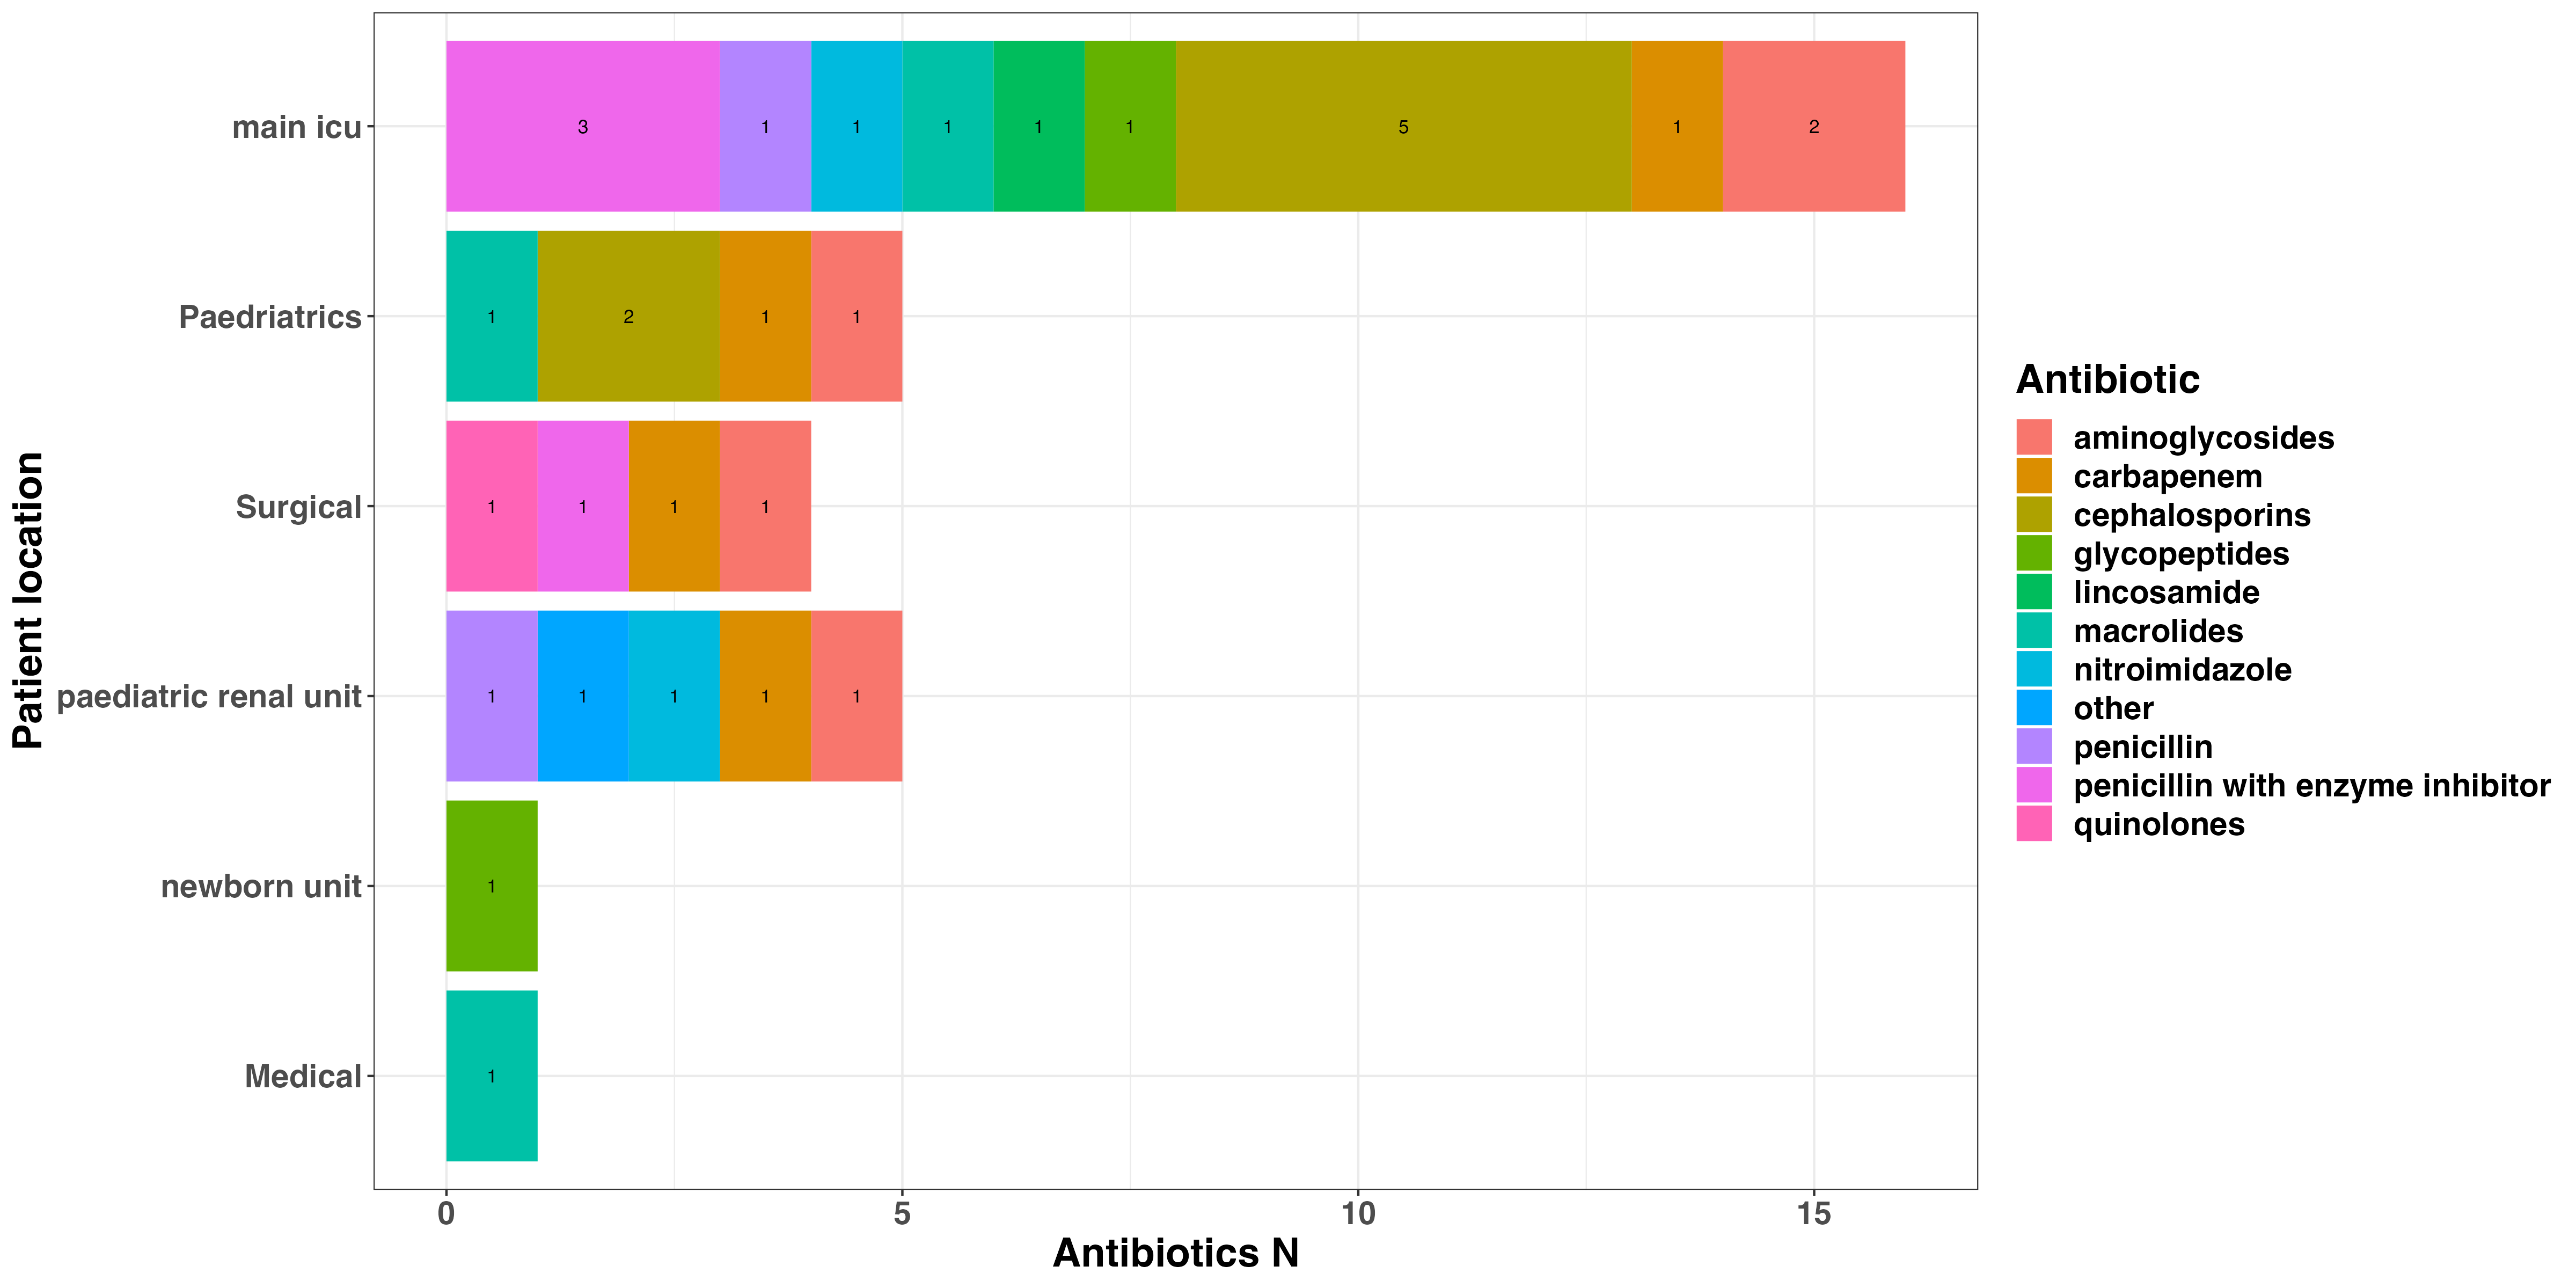 Patient location
main icu
3 1 1 1 1 1 5 1 2
Paedriatrics
1 2 1 1
Surgical
1 1 1 1
paediatric renal unit
1 1 1 1 1
newborn unit
1
Medical
1
0 5 10 15
Antibiotics N
Antibiotic
aminoglycosides
carbapenem
cephalosporins
glycopeptides
lincosamide
macrolides
nitroimidazole
other
penicillin
penicillin with enzyme inhibitor
quinolones